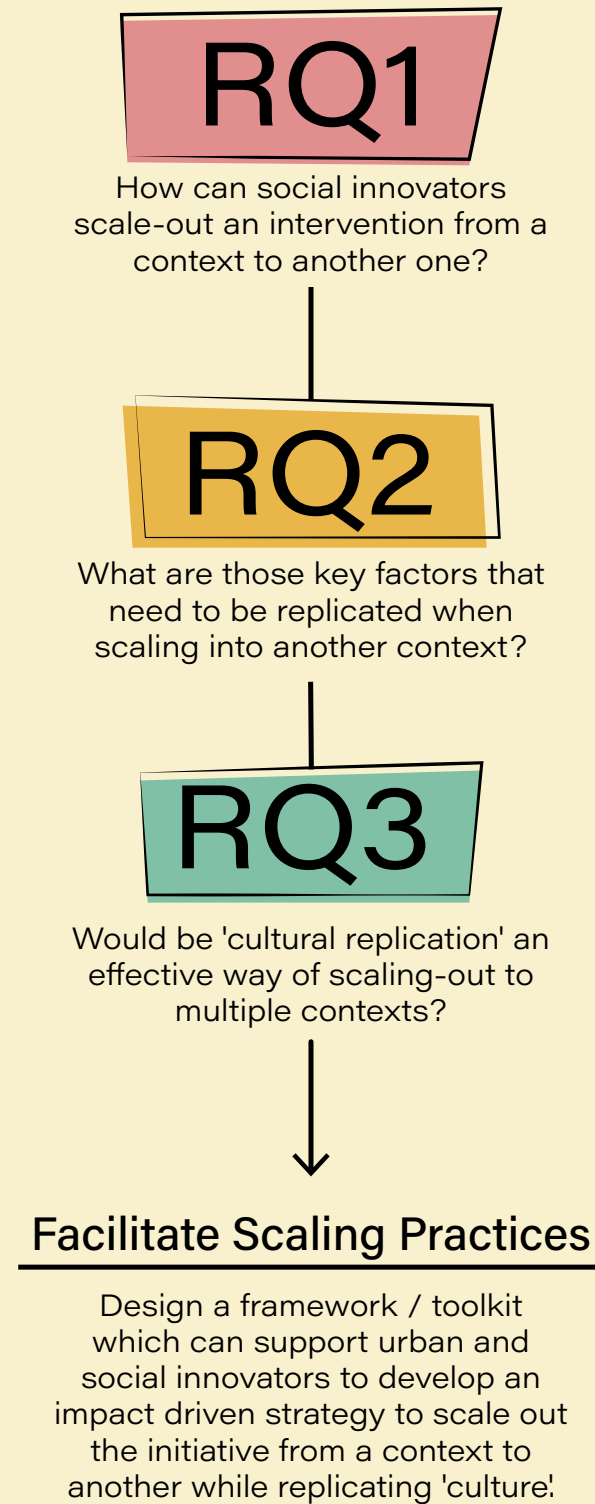 RQ1
How can social innovators
scale-out an intervention from a
context to another one?
RQ2
What are those key factors that
need to be replicated when
scaling into another context?
RQ3
Would be 'cultural replication' an
effective way of scaling-out to
multiple contexts?
Facilitate Scaling Practices
Design a framework / toolkit
which can support urban and
social innovators to develop an
impact driven strategy to scale out
the initiative from a context to
another while replicating 'culture'.